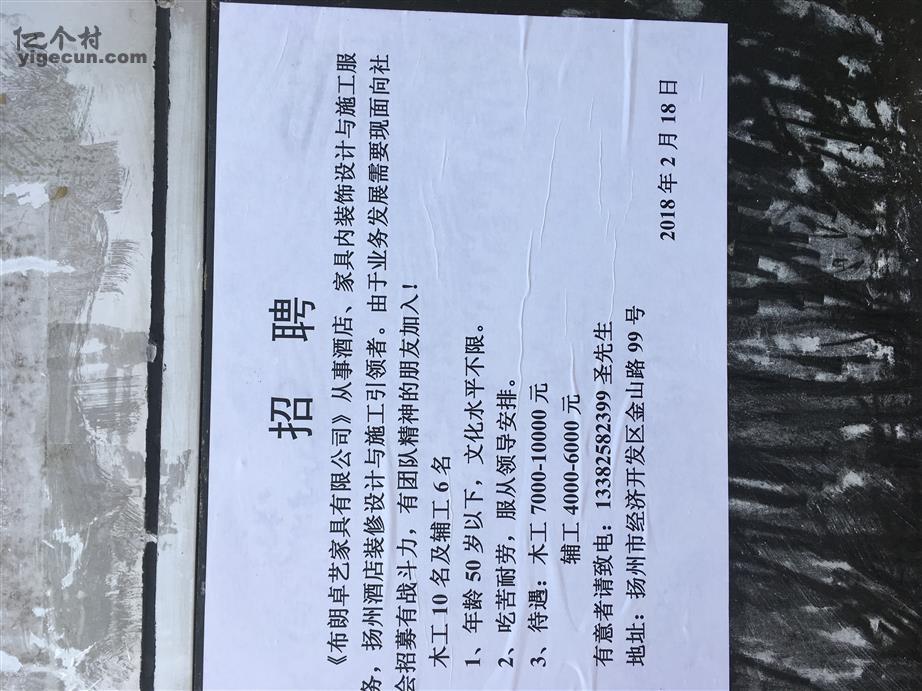 亿个村
yigecun.com
招 聘
《布朗卓艺家具有限公司》从事酒店、家具内装饰设计与施工服
务，扬州酒店装修设计与施工引领者。由于业务发展需要现面向社
会招募有战斗力，有团队精神的朋友加入！
木工 10 名及辅工 6 名
1、年龄 50 岁以下，文化水平不限。
2、吃苦耐劳，服从领导安排。
3、待遇：木工 7000-10000 元
辅工 4000-6000 元
有意者请致电：13382582399 圣先生
地址：扬州市经济开发区金山路 99 号
2018 年 2 月 18 日